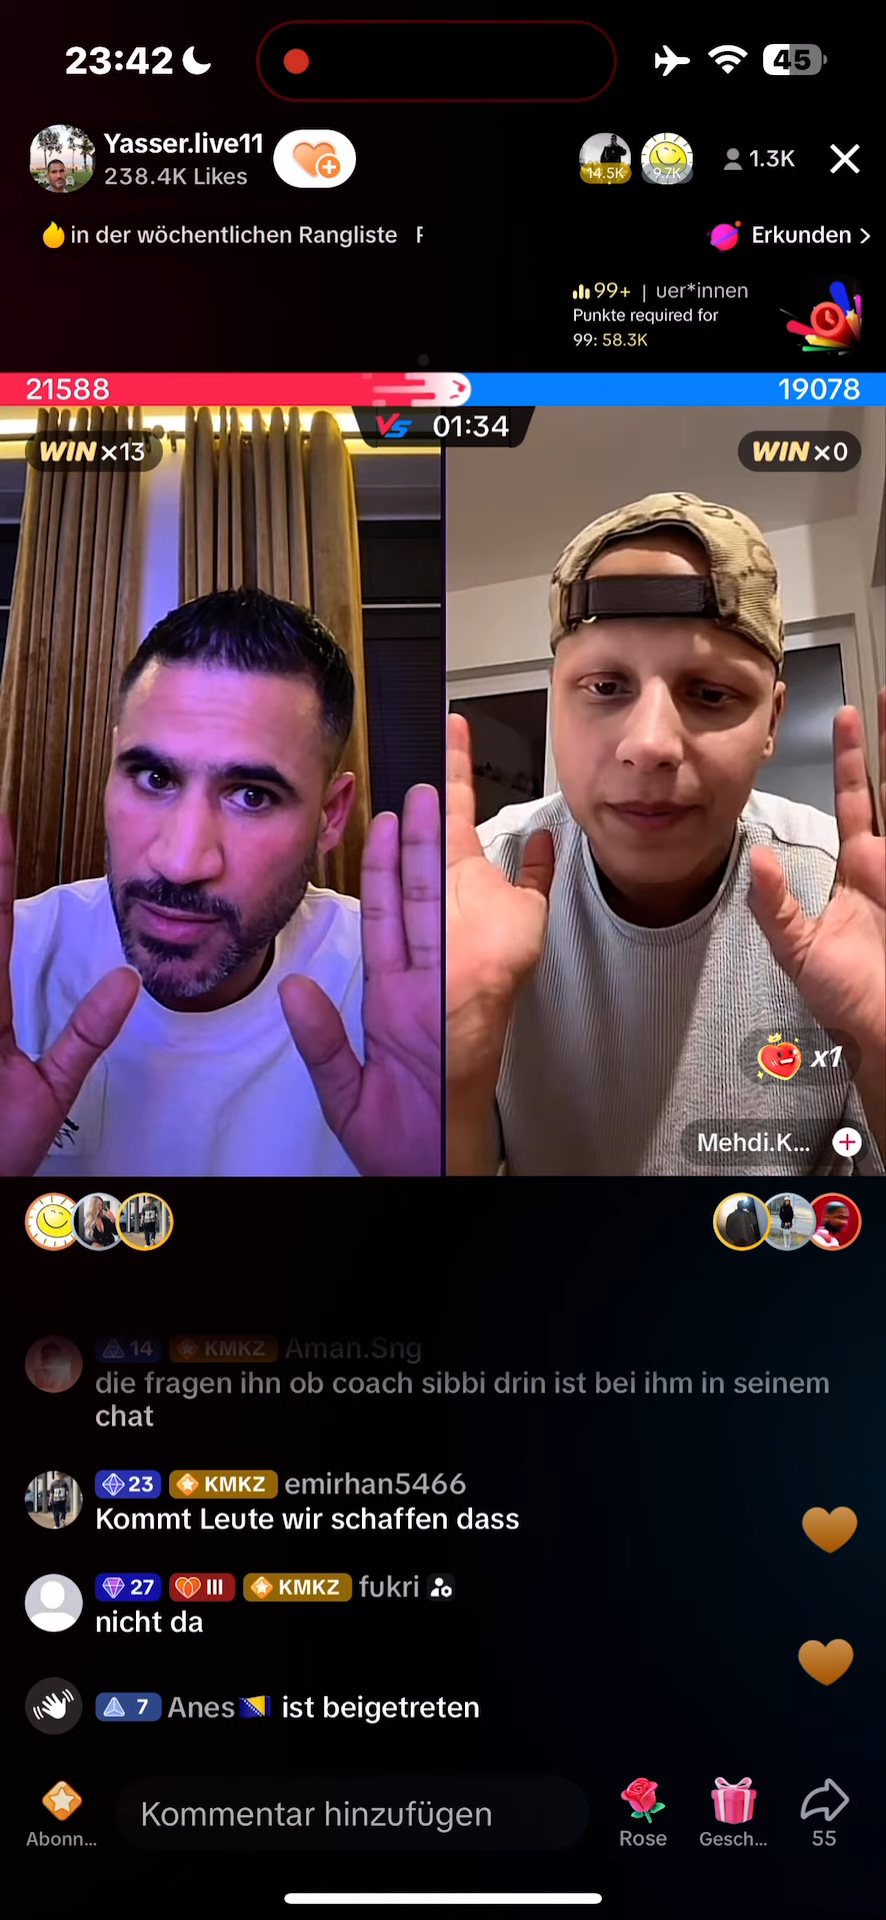 23:42
45
Yasser.live11
238.4K Likes
14.5K
9.7K
1.3K
in der wöchentlichen Rangliste
Erkunden
99+ | uer*innen
Punkte required for
99: 58.3K
21588
19078
VS 01:34
WIN x13
WIN x0
x1
Mehdi.K...
14 KMKZ Aman.Sng
die fragen ihn ob coach sibbi drin ist bei ihm in seinem
chat
23 KMKZ emirhan5466
Kommt Leute wir schaffen dass
27 III KMKZ fukri
nicht da
7 Anes ist beigetreten
Abonn...
Kommentar hinzufügen
Rose
Gesch...
55